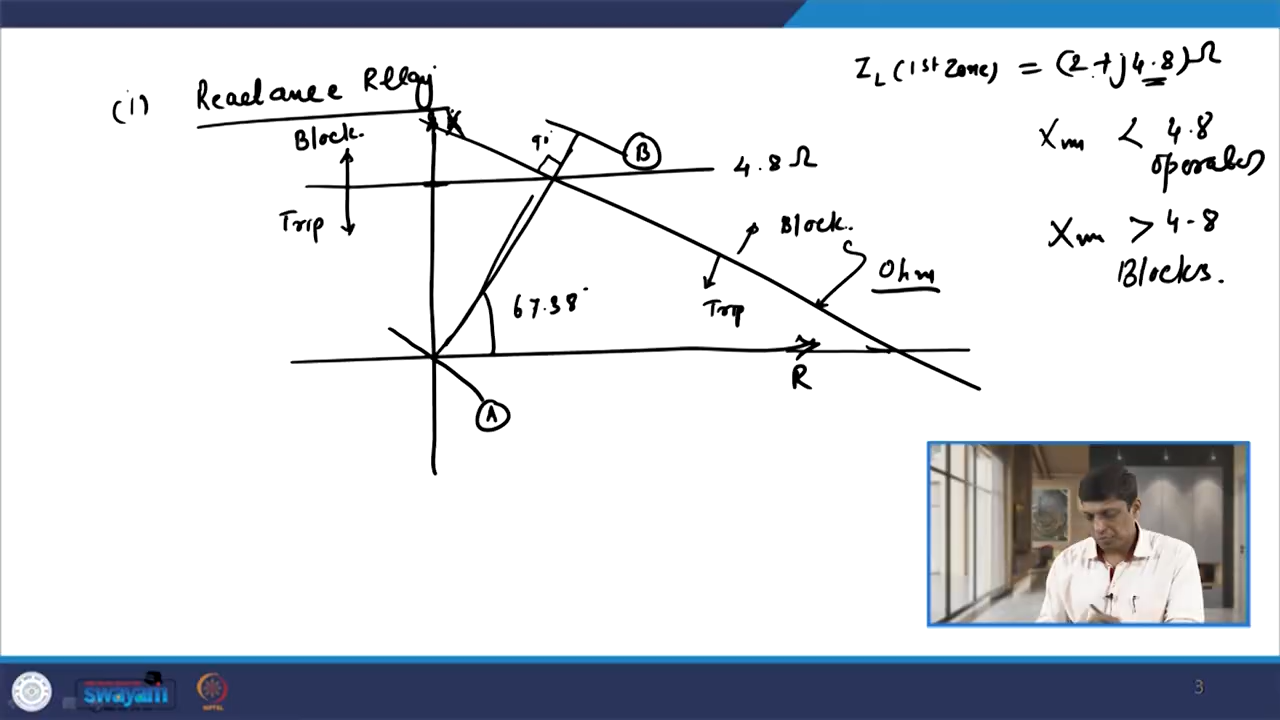 (i) Reactance Relay
Z_L (1st Zone) = (2+j4.8)Ω
X_m < 4.8
operates
X_m > 4.8
Blocks.
Block.
Trip
X
90°
B
4.8 Ω
Block.
Trip
Ohm
67.38°
R
A
swayam
NPTEL
3